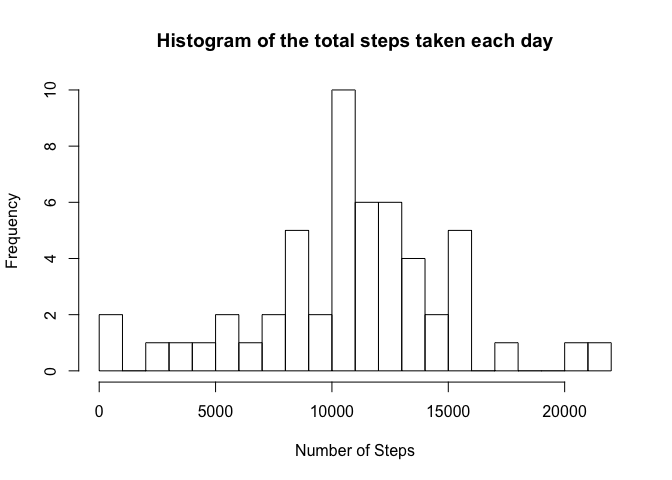 Histogram of the total steps taken each day
Frequency
10
8
6
4
2
0
0 5000 10000 15000 20000
Number of Steps